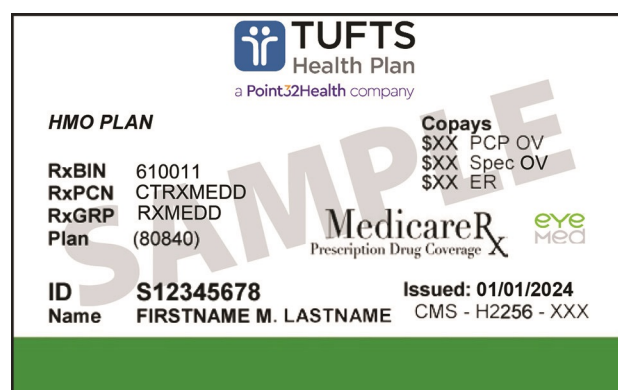 TUFTS
Health Plan
a Point32Health company
HMO PLAN
Copays
$XX PCP OV
$XX Spec OV
$XX ER
RxBIN 610011
RxPCN CTRXMEDD
RxGRP RXMEDD
Plan (80840)
SAMPLE
MedicareRx
Prescription Drug Coverage
eye
Med
ID S12345678
Issued: 01/01/2024
Name FIRSTNAME M. LASTNAME
CMS - H2256 - XXX